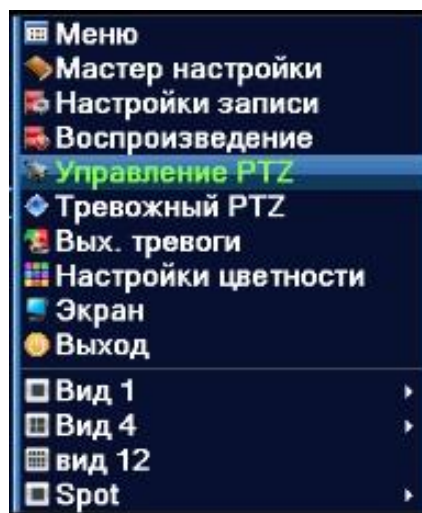 Меню
Мастер настройки
Настройки записи
Воспроизведение
Управление PTZ
Тревожный PTZ
Вых. тревоги
Настройки цветности
Экран
Выход
Вид 1
Вид 4
вид 12
Spot